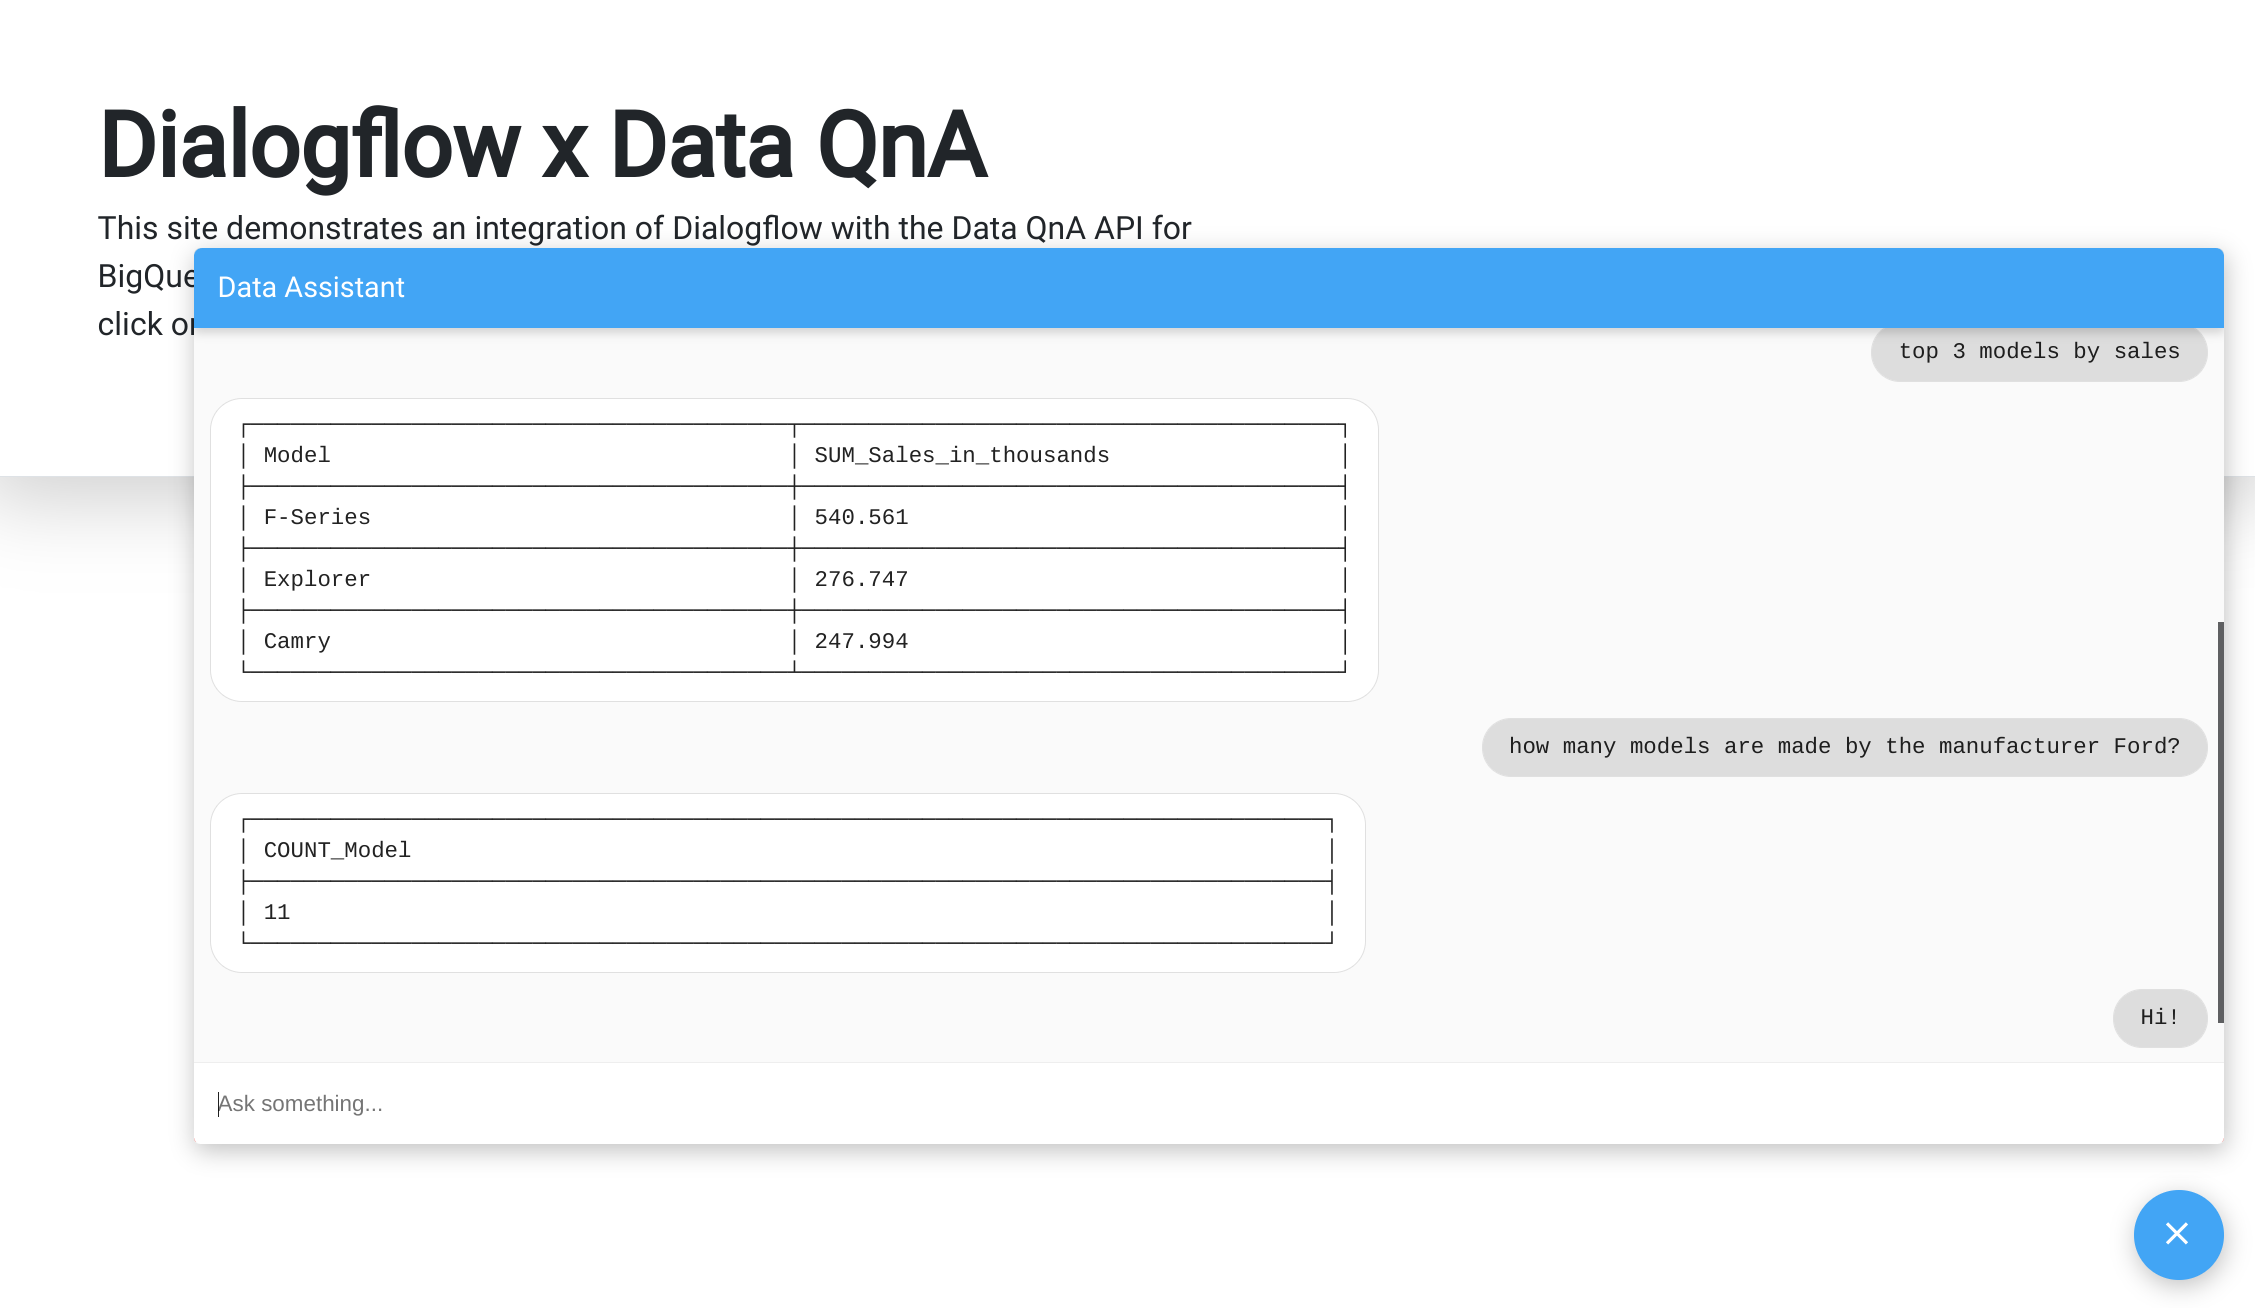 Dialogflow x Data QnA
This site demonstrates an integration of Dialogflow with the Data QnA API for
BigQue
click
Data Assistant
top 3 models by sales
Model SUM_Sales_in_thousands
F-Series 540.561
Explorer 276.747
Camry 247.994
how many models are made by the manufacturer Ford?
COUNT_Model
11
Hi!
Ask something...